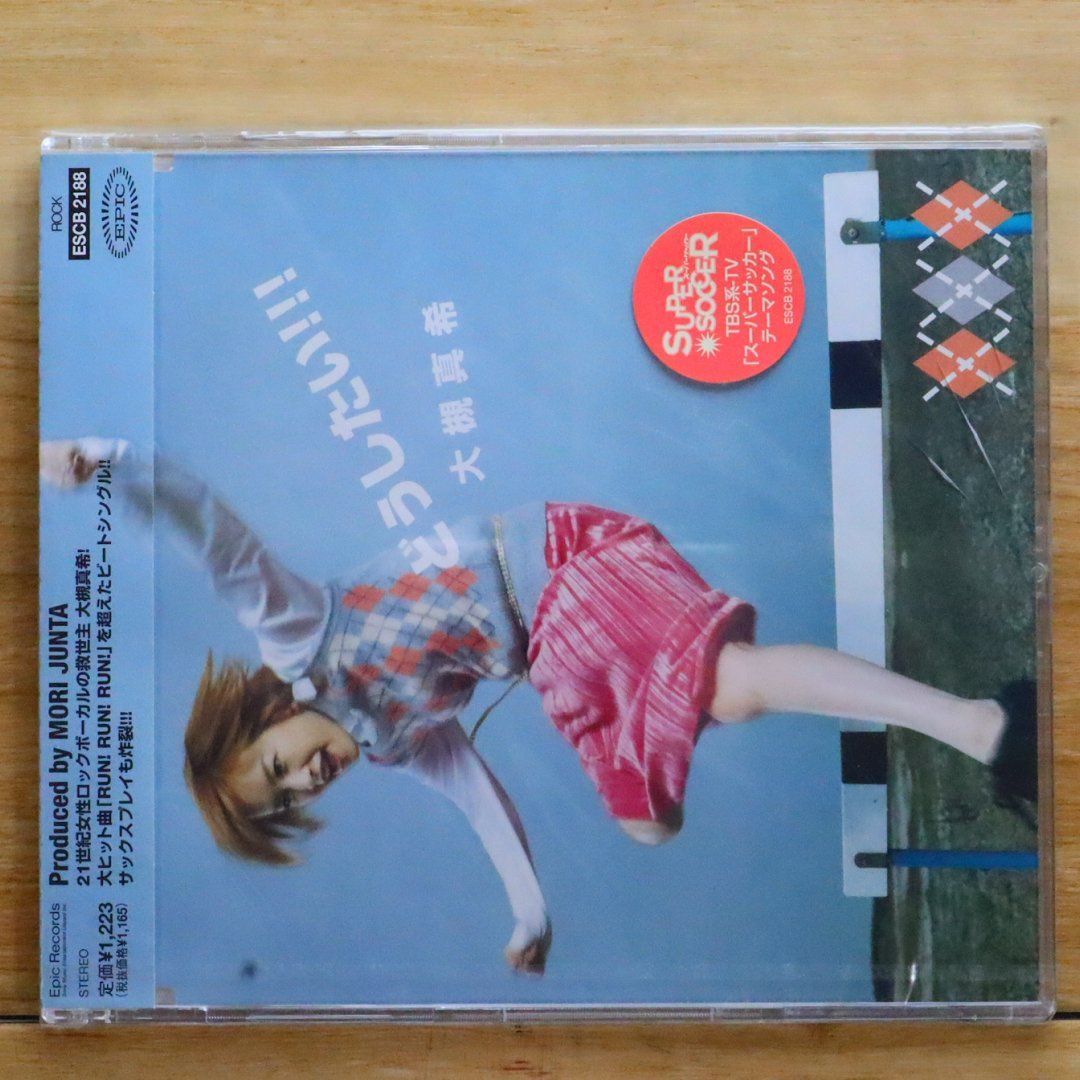 Epic Records
STEREO
定価¥1,223
(税抜価格¥1,165)
Produced by MORI JUNTA
21世紀女性ロックボーカルの救世主 大槻真希!
大ヒット曲「RUN! RUN! RUN!」を超えたビートシングル!!
サックスプレイも炸裂!!!
ROCK
ESCB 2188
EPIC
どうしたい!!!
大槻真希
SUPER
SOCCER
TBS系-TV
「スーパーサッカー」
テーマソング
ESCB 2188